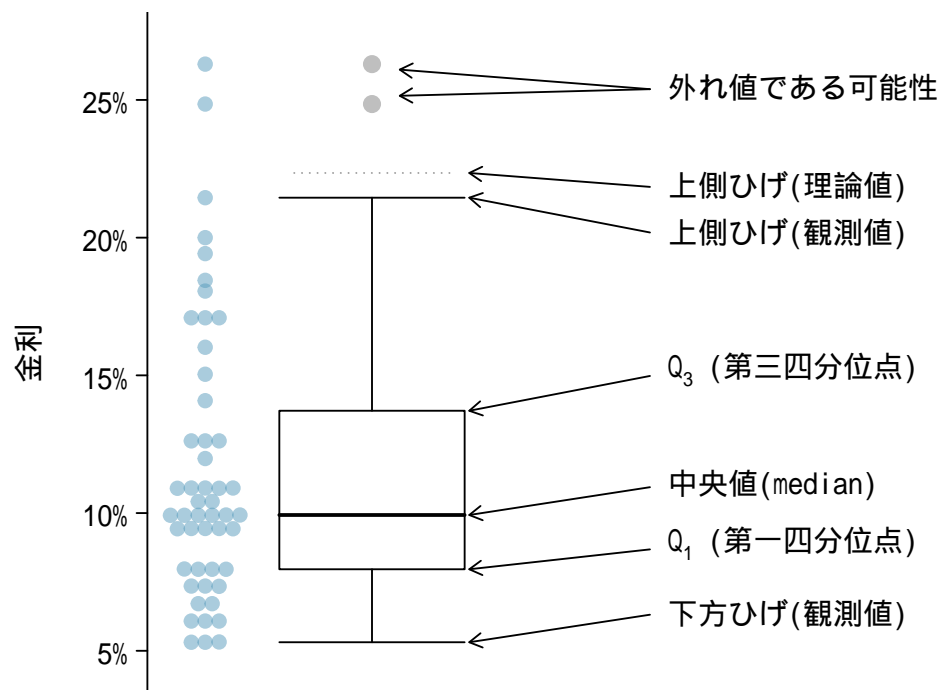 外れ値である可能性
25%
上側ひげ(理論値)
上側ひげ(観測値)
20%
金利
Q3 (第三四分位点)
15%
中央値(median)
10%
Q1 (第一四分位点)
下方ひげ(観測値)
5%